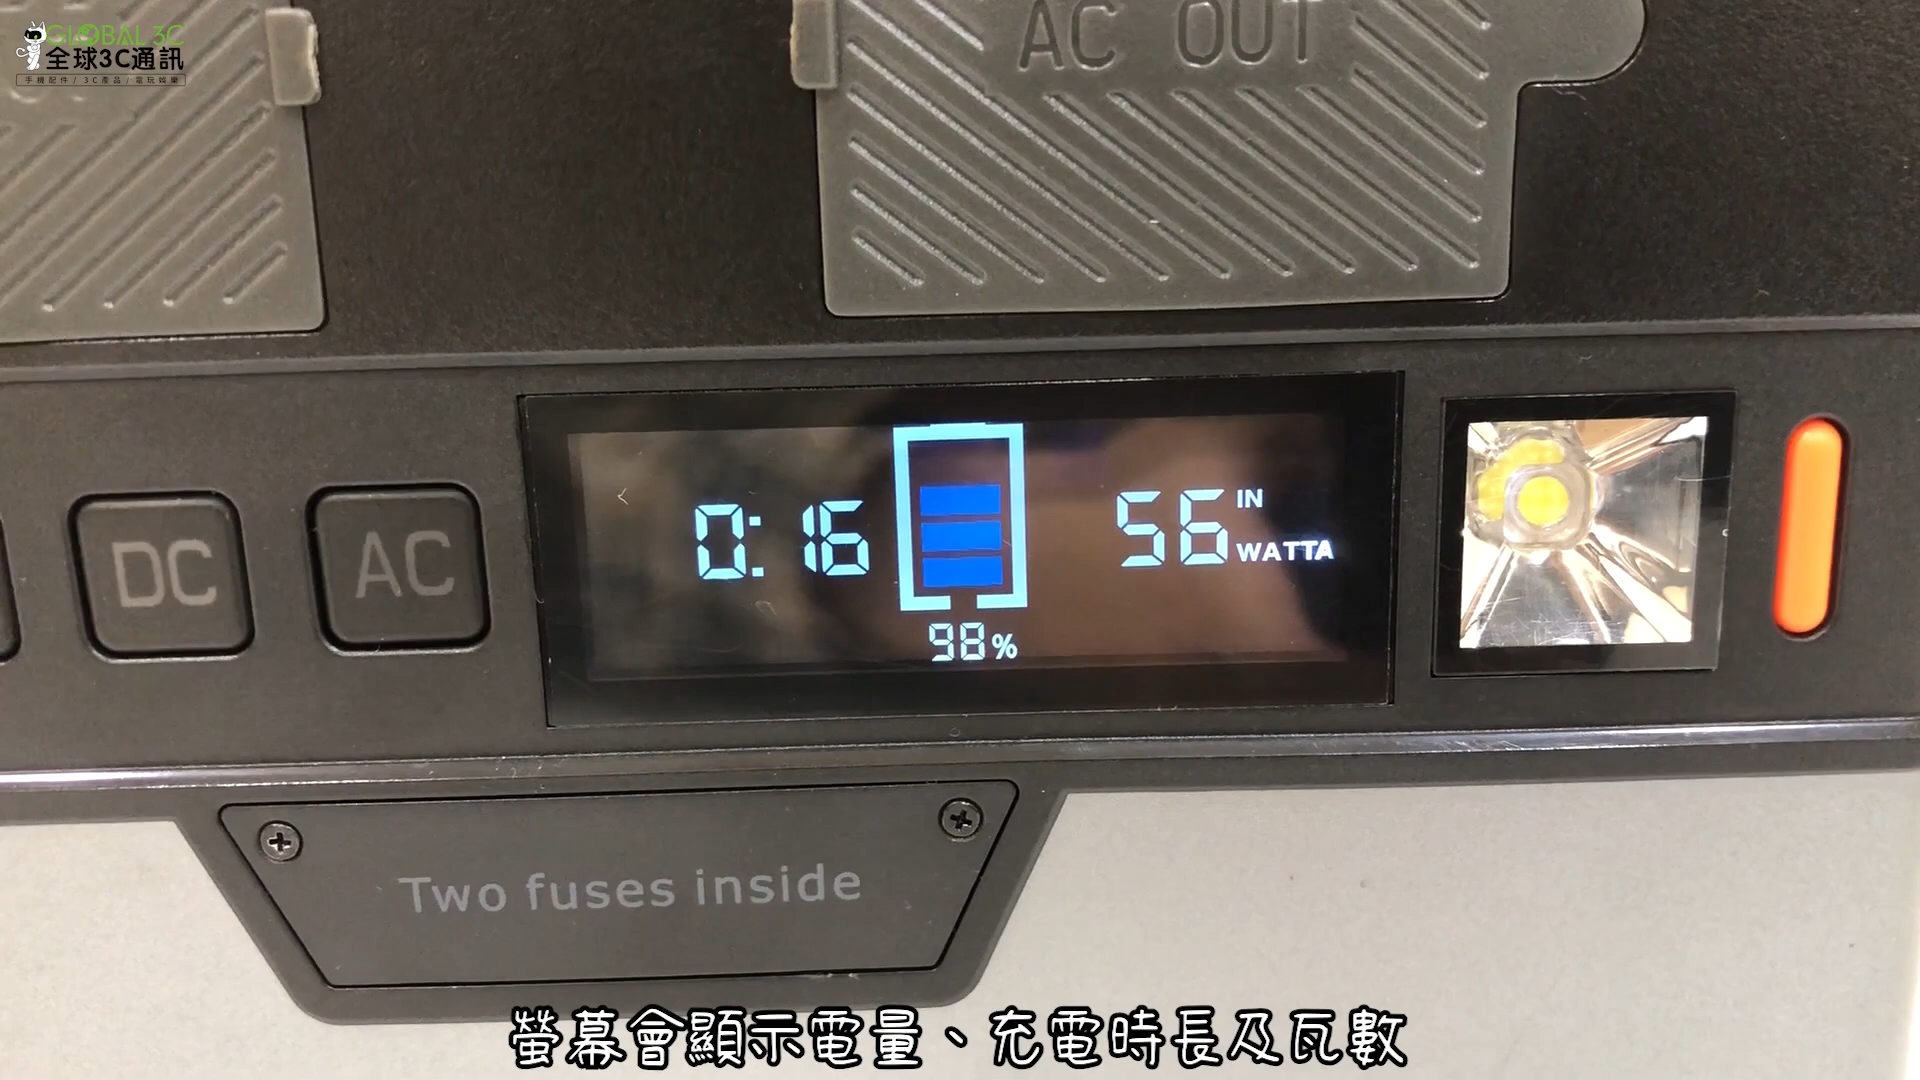 GLOBAL 3C
全球3C通訊
手機配件/3C產品/電玩娛樂
AC OUT
DC
AC
0:16
56
IN
WATTA
98%
Two fuses inside
螢幕會顯示電量、充電時長及瓦數